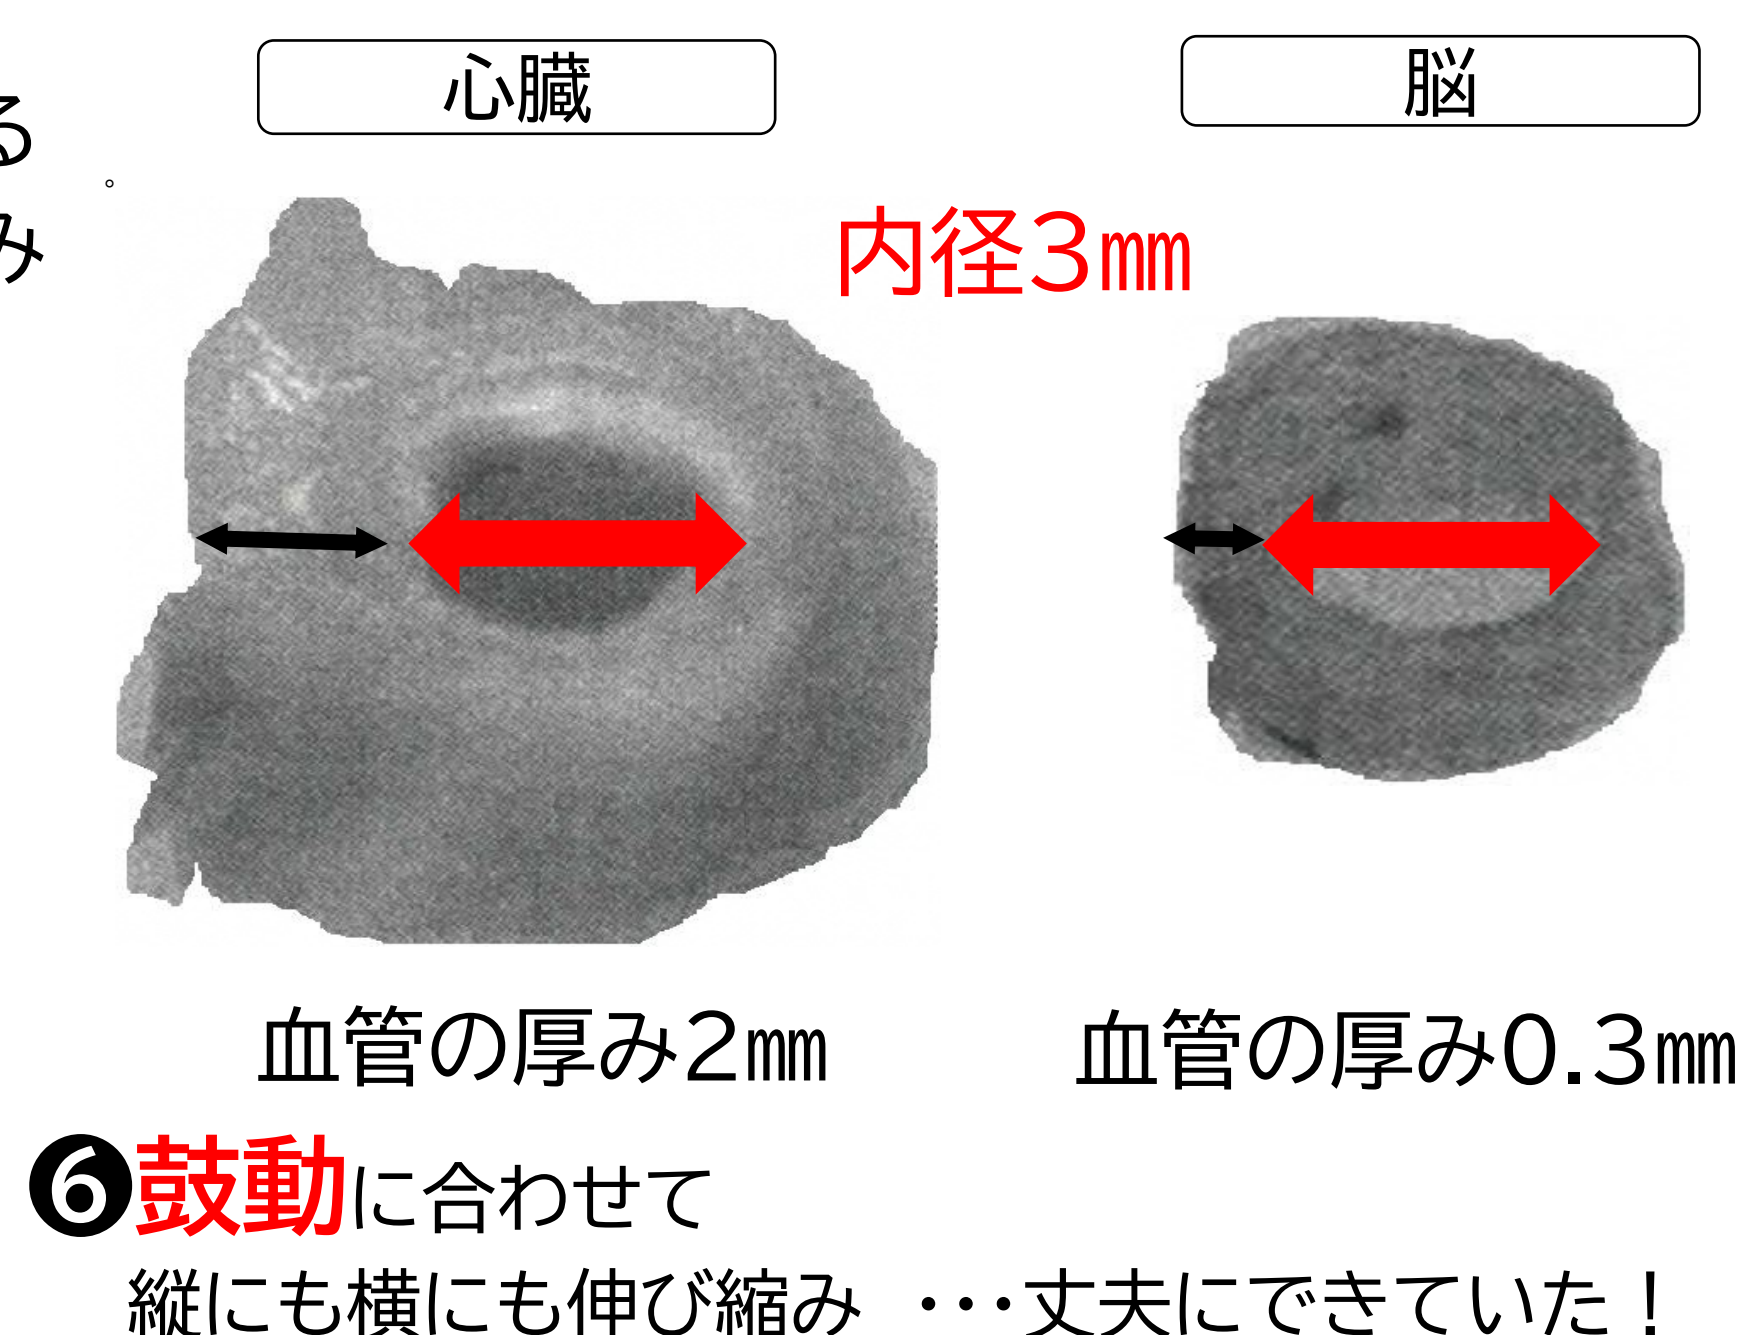 心臓
脳
る
。
み
内径3㎜
血管の厚み2㎜
血管の厚み0.3㎜
❻鼓動に合わせて
縦にも横にも伸び縮み ・・・丈夫にできていた！